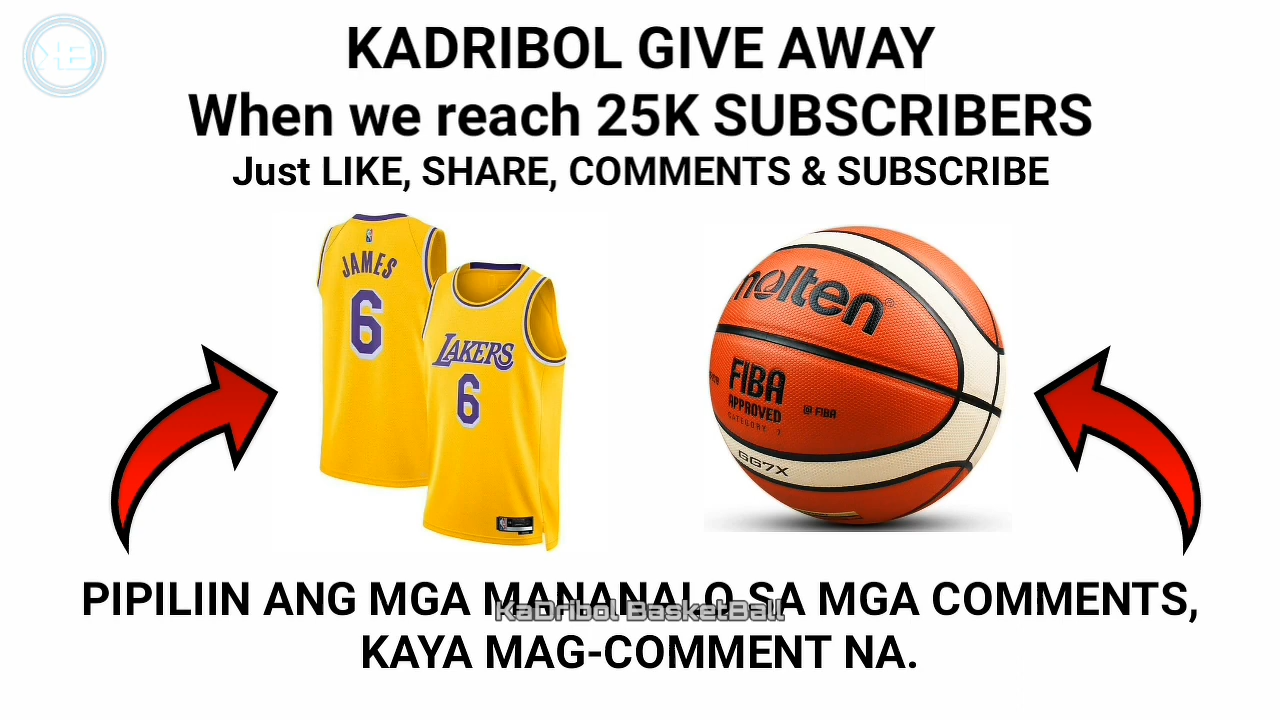 KADRIBOL GIVE AWAY
When we reach 25K SUBSCRIBERS
Just LIKE, SHARE, COMMENTS & SUBSCRIBE
JAMES
6
LAKERS
6
molten
FIBA
APPROVED
@ FIBA
CATEGORY
GG7X
PIPILIIN ANG MGA MANANALO SA MGA COMMENTS,
KaDribol BasketBall
KAYA MAG-COMMENT NA.